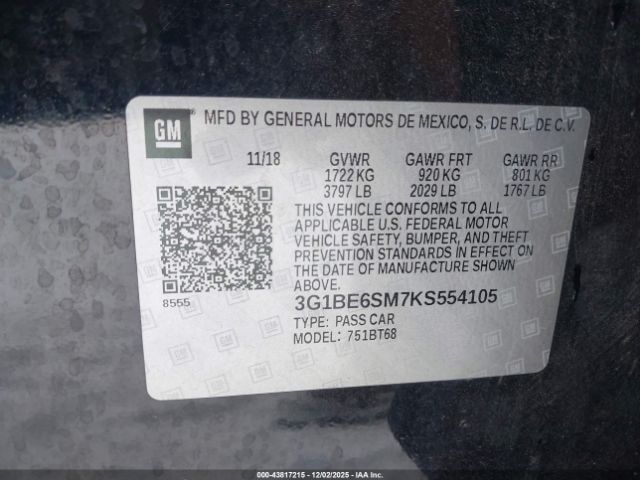 GM
MFD BY GENERAL MOTORS DE MEXICO, S. DE R.L. DE C.V.
11/18 GVWR GAWR FRT GAWR RR
1722 KG 920 KG 801 KG
3797 LB 2029 LB 1767 LB
THIS VEHICLE CONFORMS TO ALL
APPLICABLE U.S. FEDERAL MOTOR
VEHICLE SAFETY, BUMPER, AND THEFT
PREVENTION STANDARDS IN EFFECT ON
THE DATE OF MANUFACTURE SHOWN
ABOVE.
8555
3G1BE6SM7KS554105
TYPE: PASS CAR
MODEL: 751BT68
000-43817215 - 12/02/2025 - IAAI.COM